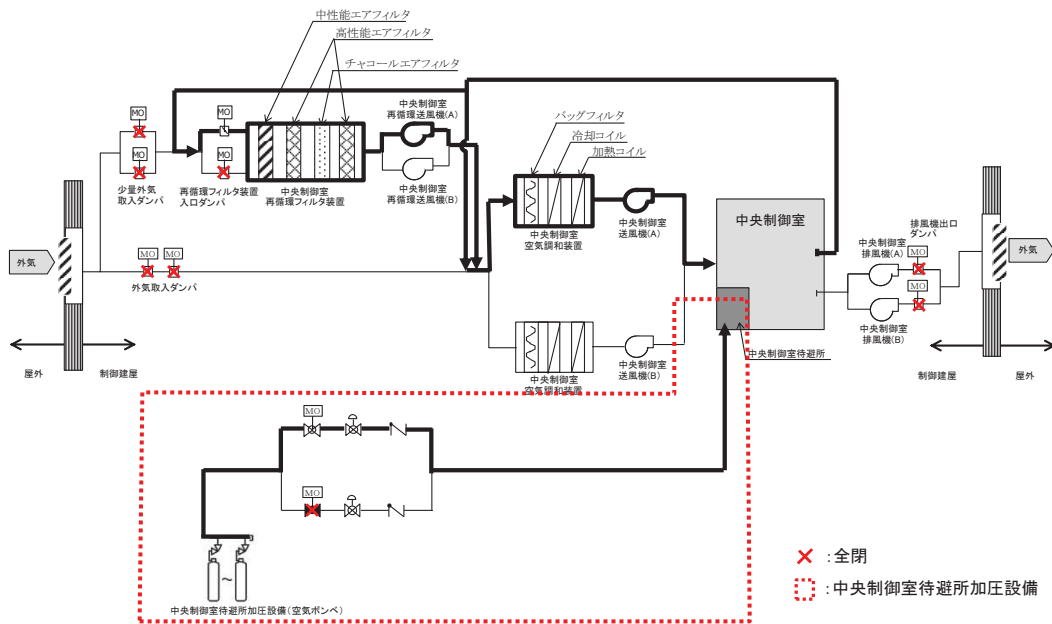 中性能エアフィルタ
高性能エアフィルタ
チャコールエアフィルタ
MO
MO
MO
MO
少量外気
取入ダンパ
再循環フィルタ装置
入口ダンパ
中央制御室
再循環フィルタ装置
中央制御室
再循環送風機(A)
中央制御室
再循環送風機(B)
バッグフィルタ
冷却コイル
加熱コイル
中央制御室
空気調和装置
中央制御室
送風機(A)
中央制御室
排風機出口
ダンパ
中央制御室
排風機(A)
MO
MO
中央制御室
排風機(B)
外気
外気
MO
MO
外気取入ダンパ
中央制御室
空気調和装置
中央制御室
送風機(B)
中央制御室待避所
屋外
制御建屋
制御建屋
屋外
MO
MO
～
中央制御室待避所加圧設備(空気ボンベ)
:全閉
:中央制御室待避所加圧設備